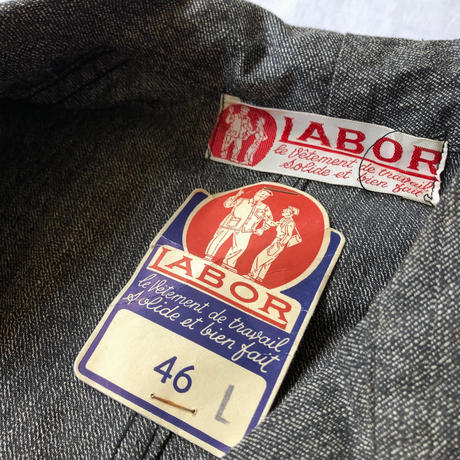 LABOR
le Vêtement de travail
solide et bien fait
LABOR
le Vêtement de travail
solide et bien fait
46 L